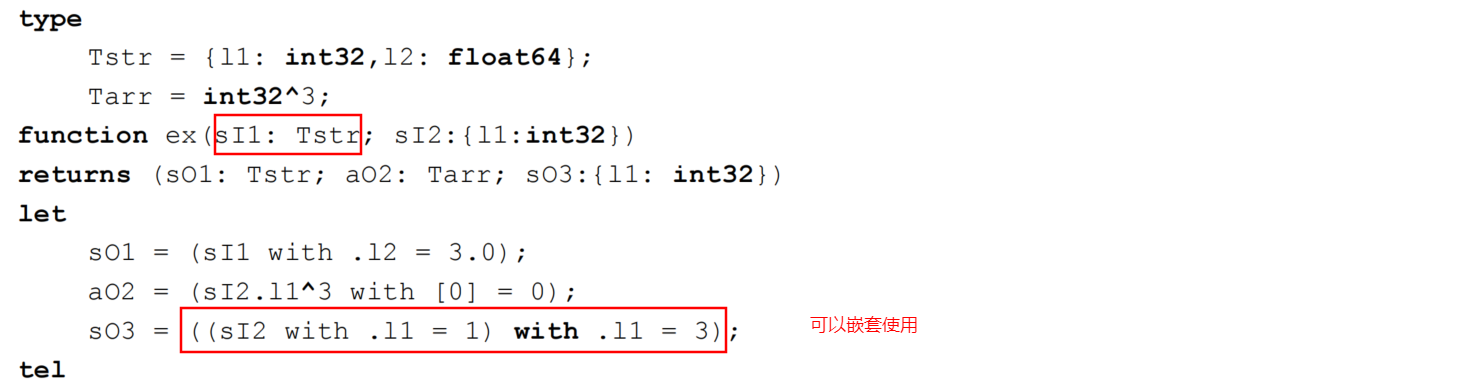 type
Tstr = {l1: int32,l2: float64};
Tarr = int32^3;
function ex(sI1: Tstr; sI2:{l1:int32})
returns (sO1: Tstr; aO2: Tarr; sO3:{l1: int32})
let
sO1 = (sI1 with .l2 = 3.0);
aO2 = (sI2.l1^3 with [0] = 0);
sO3 = ((sI2 with .l1 = 1) with .l1 = 3); 可以嵌套使用
tel